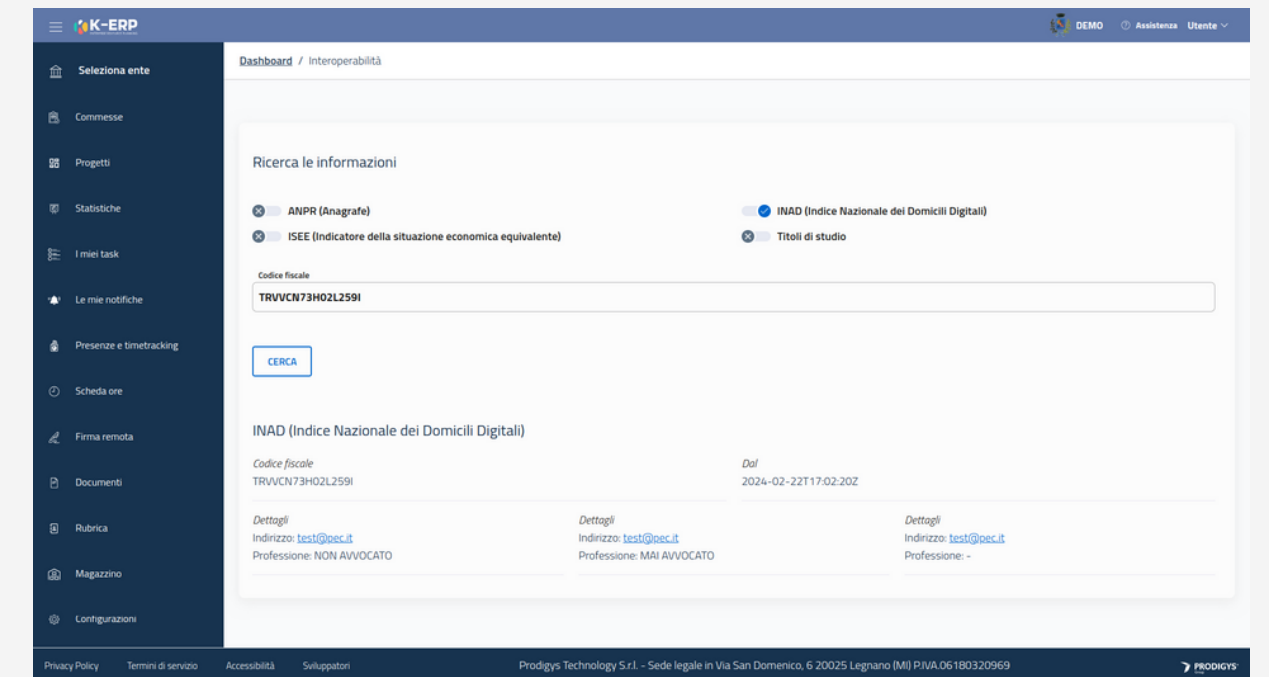 K-ERP
DEMO
Assistenza
Utente
Seleziona ente
Commesse
Progetti
Statistiche
I miei task
Le mie notifiche
Presenze e timetracking
Scheda ore
Firma remota
Documenti
Rubrica
Magazzino
Configurazioni
Dashboard / Interoperabilità
Ricerca le informazioni
ANPR (Anagrafe)
INAD (Indice Nazionale dei Domicili Digitali)
ISEE (Indicatore della situazione economica equivalente)
Titoli di studio
Codice fiscale
TRVVCN73H02L259I
CERCA
INAD (Indice Nazionale dei Domicili Digitali)
Codice fiscale
TRVVCN73H02L259I
Dal
2024-02-22T17:02:20Z
Dettagli
Indirizzo: test@pec.it
Professione: NON AVVOCATO
Dettagli
Indirizzo: test@pec.it
Professione: MAI AVVOCATO
Dettagli
Indirizzo: test@pec.it
Professione: -
Privacy Policy
Termini di servizio
Accessibilità
Sviluppatori
Prodigys Technology S.r.l. - Sede legale in Via San Domenico, 6 20025 Legnano (MI) P.IVA.06180320969
PRODIGYS